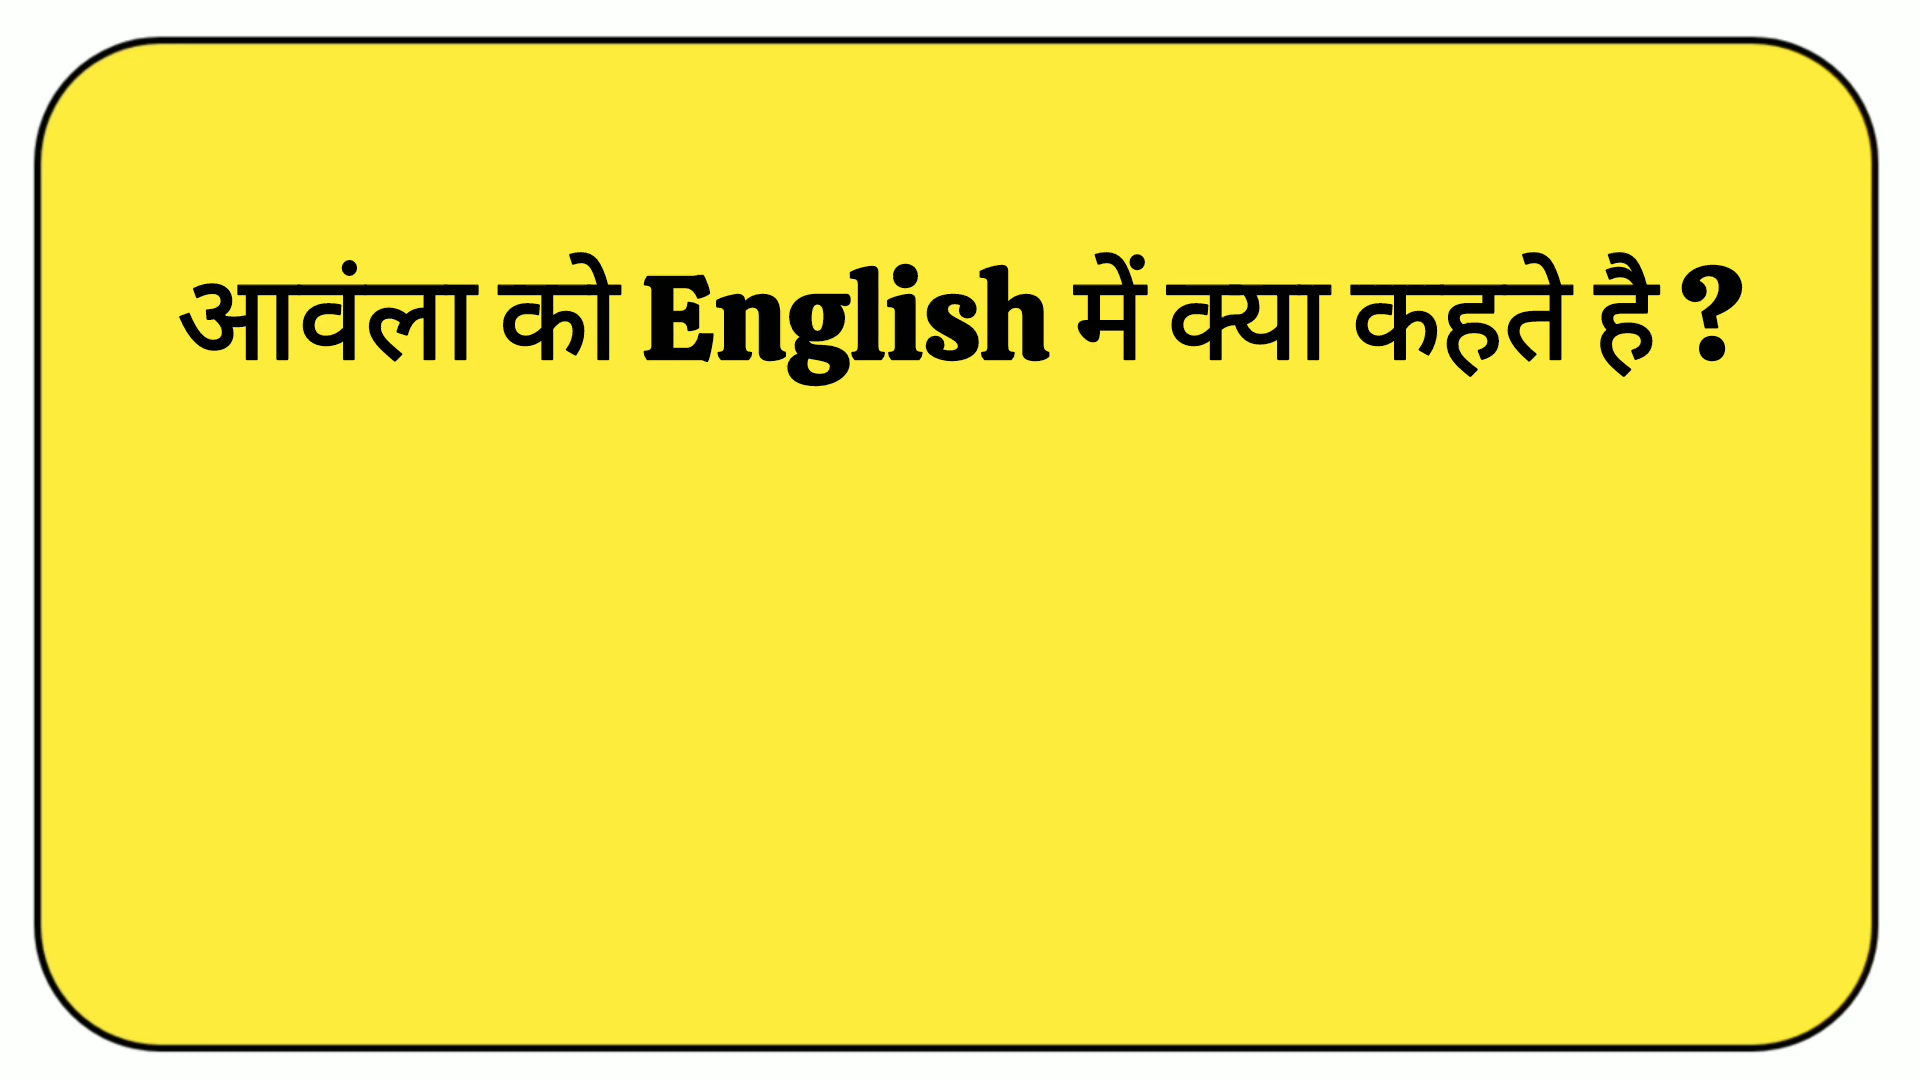 आवंला को English में क्या कहते है ?